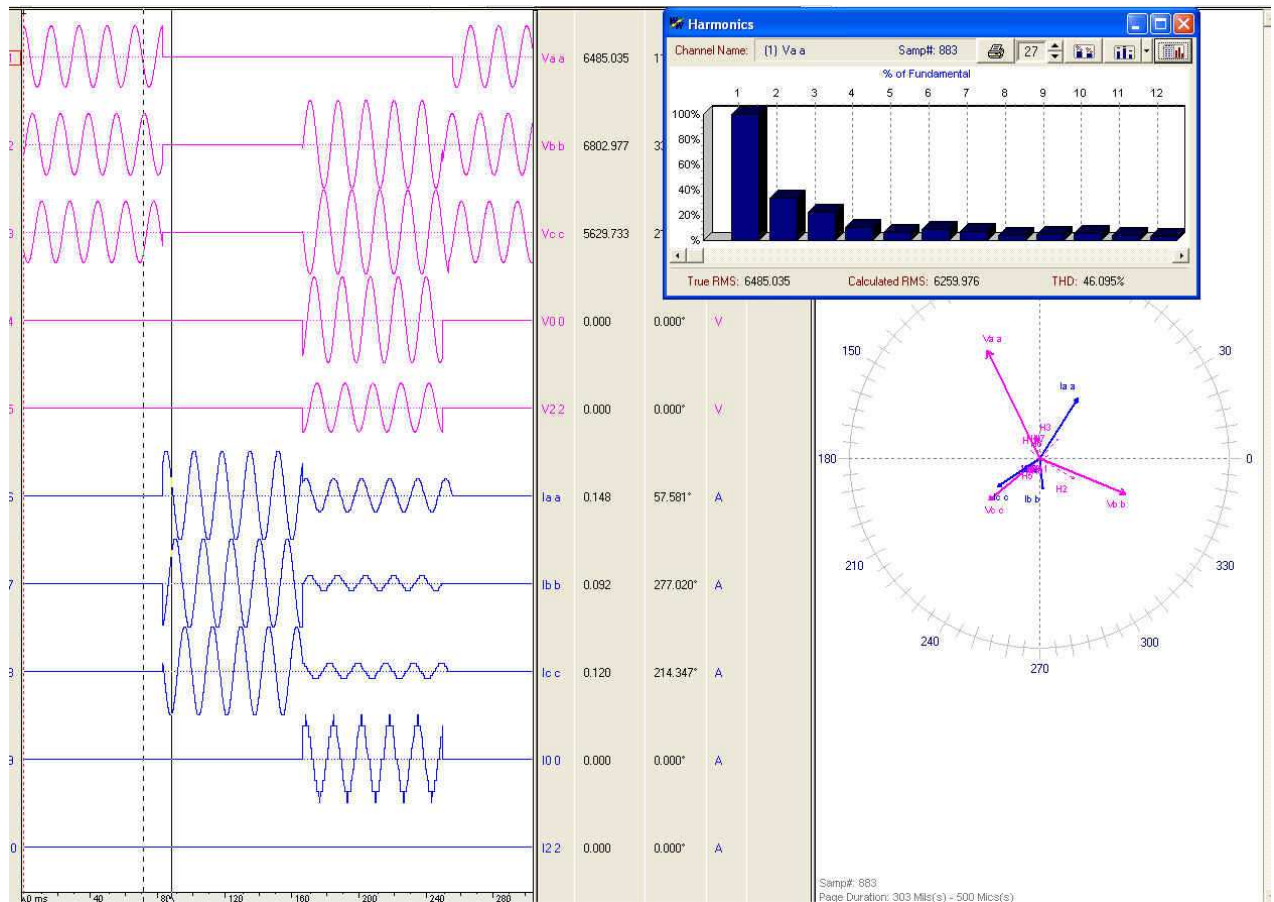 Harmonics
Channel Name: (1) Va a Samp#: 883 27
% of Fundamental
1 2 3 4 5 6 7 8 9 10 11 12
100%
80%
60%
40%
20%
%
True RMS: 6485.035 Calculated RMS: 6259.976 THD: 46.095%
Va a 6485.035
Vb b 6802.977
Vc c 5629.733
V0 0 0.000 0.000° V
V2 2 0.000 0.000° V
Ia a 0.148 57.581° A
Ib b 0.092 277.020° A
Ic c 0.120 214.347° A
I0 0 0.000 0.000° A
I2 2 0.000 0.000° A
40 80 120 160 200 240 280
150 30
Va a
Ia a
H3
180 0
H2
Ic c Ib b
Vc c Vb b
210 330
240 300
270
Samp#: 883
Page Duration: 303 Mils(s) - 500 Mics(s)